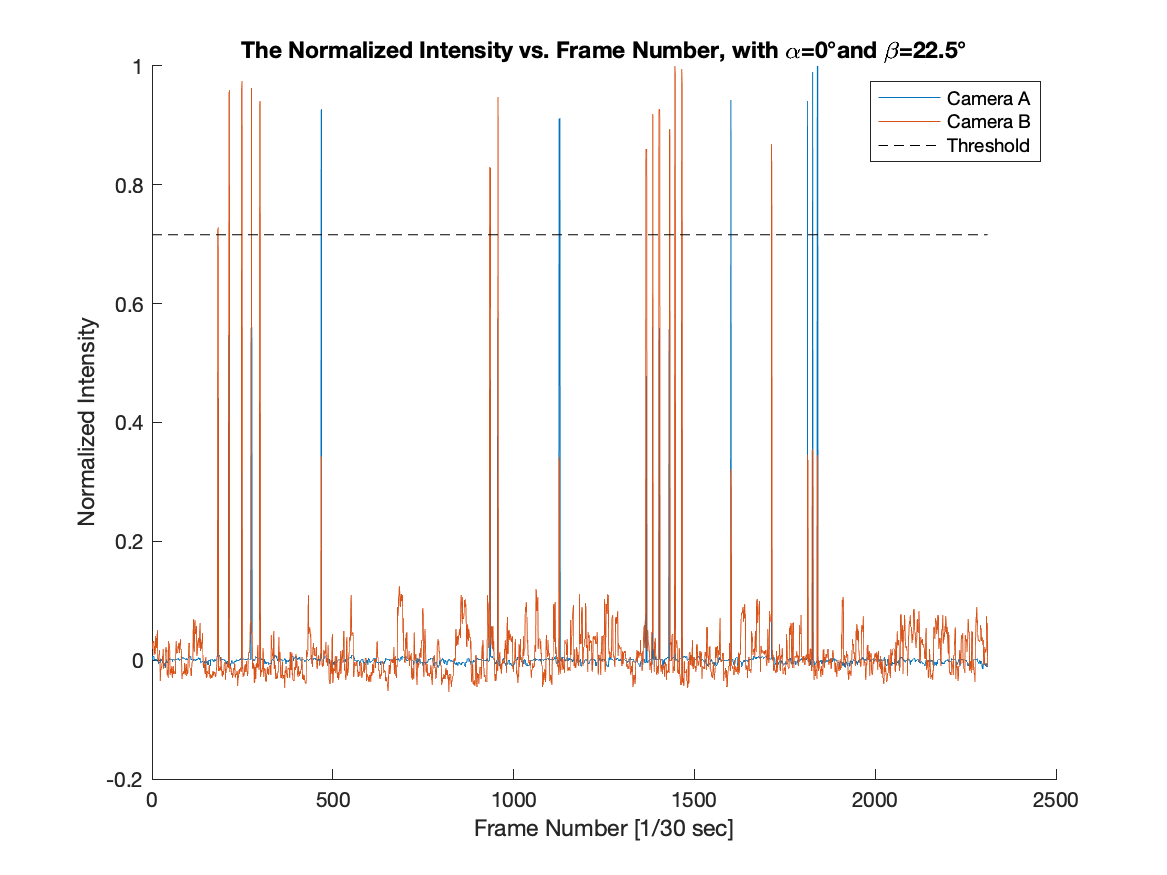 The Normalized Intensity vs. Frame Number, with α=0°and β=22.5°
Camera A
Camera B
Threshold
1
0.8
0.6
0.4
0.2
0
-0.2
Normalized Intensity
0 500 1000 1500 2000 2500
Frame Number [1/30 sec]